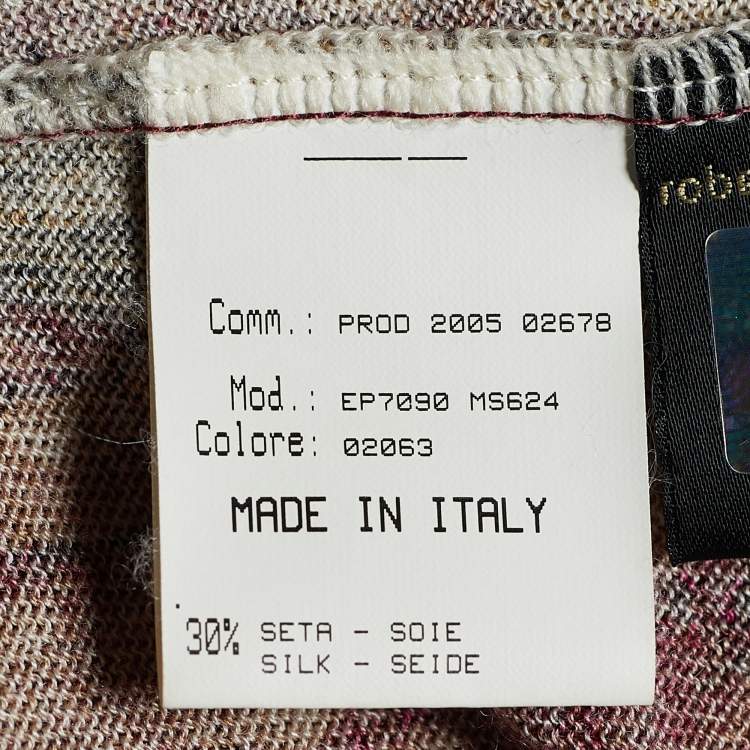 Comm.: PROD 2005 02678
Mod.: EP7090 MS624
Colore: 02063
MADE IN ITALY
30% SETA - SOIE
SILK - SEIDE